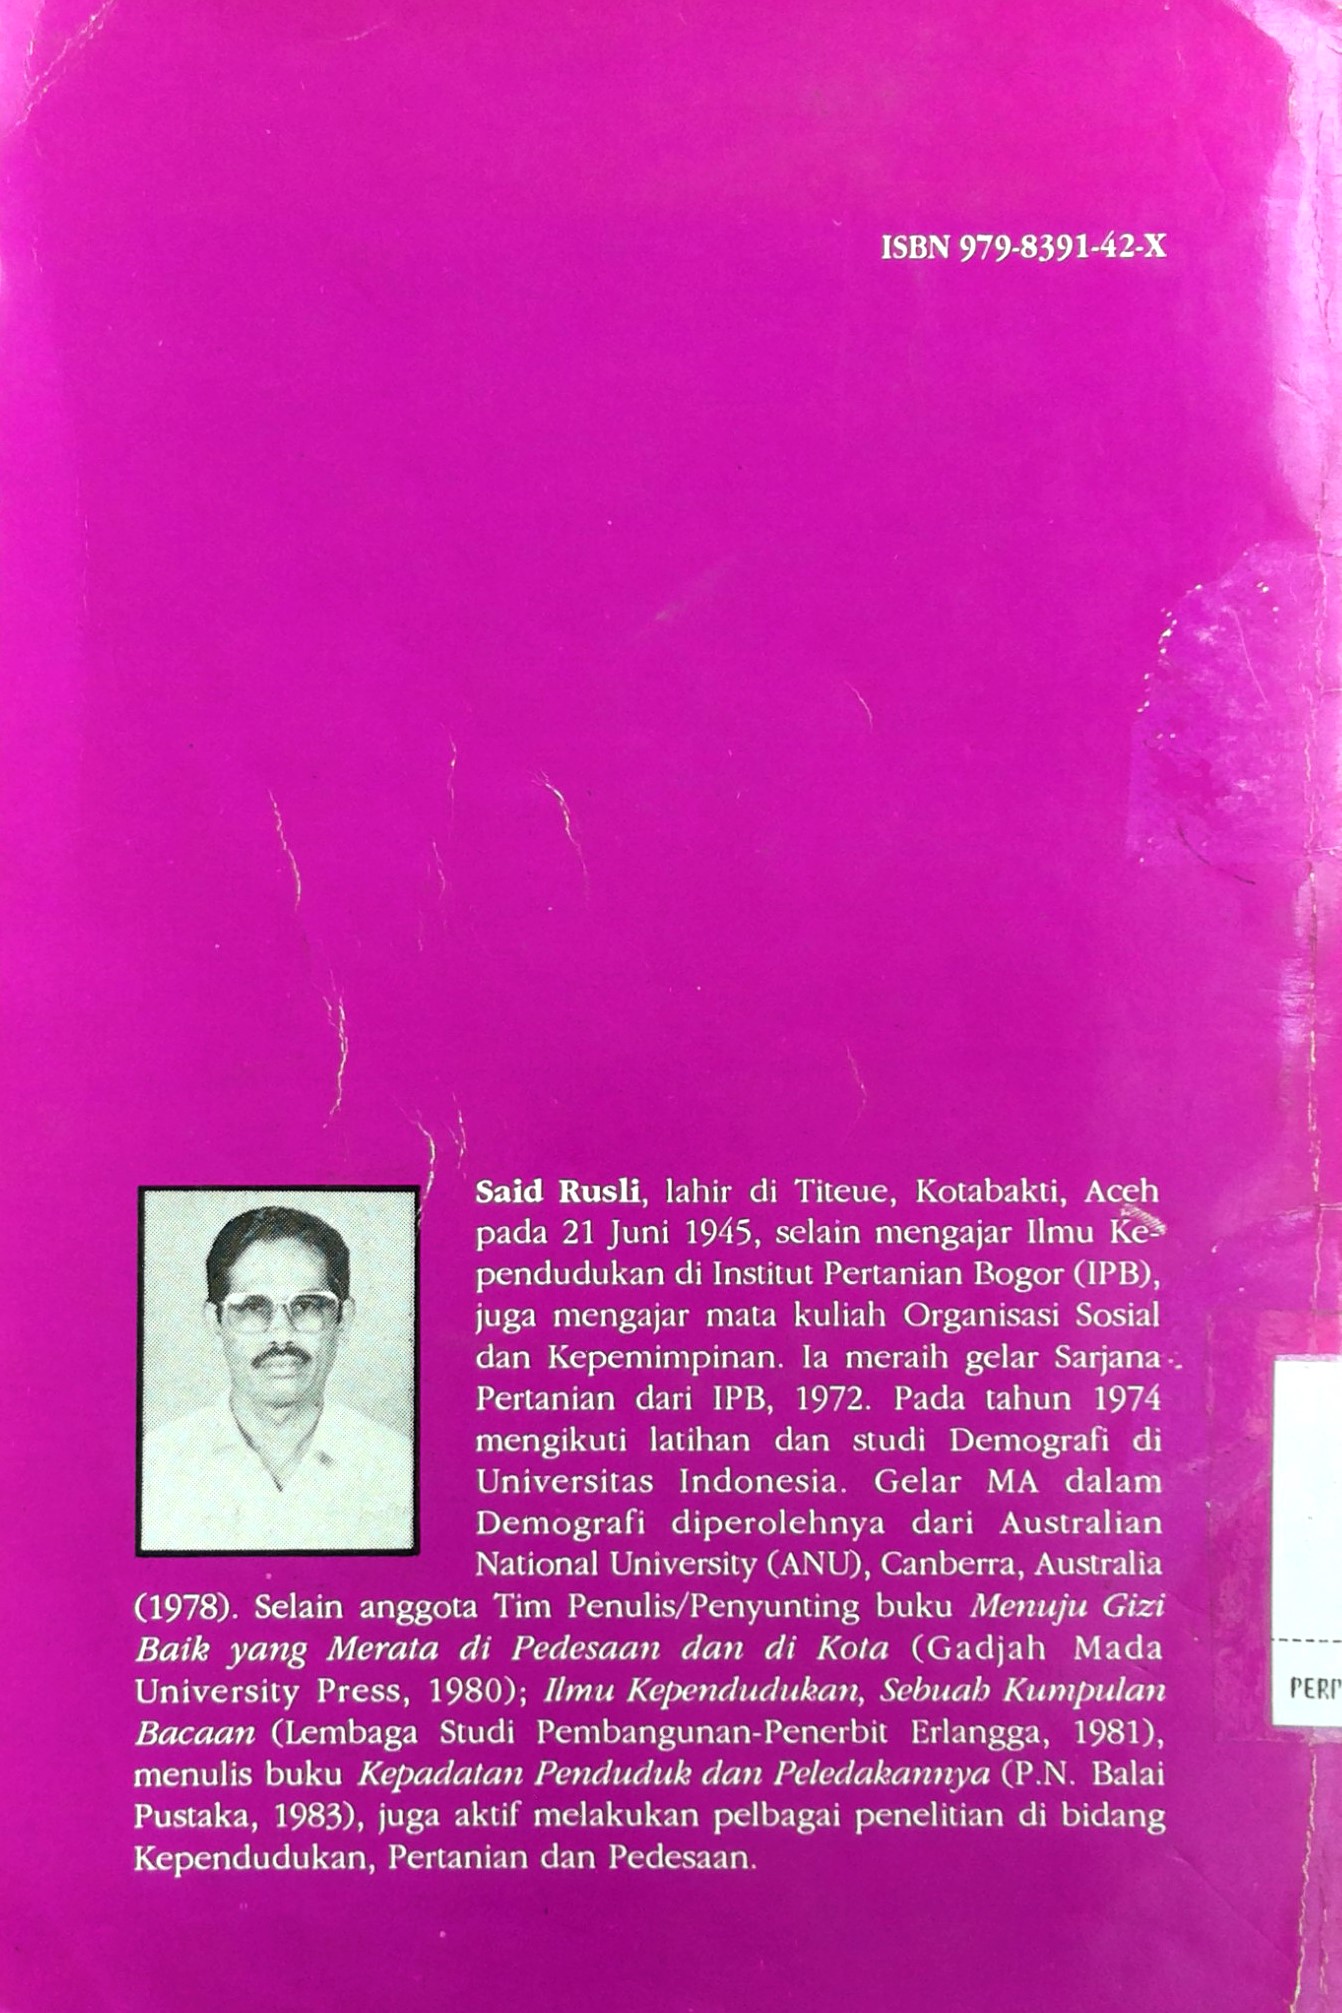 ISBN 979-8391-42-X
Said Rusli, lahir di Titeue, Kotabakti, Aceh
pada 21 Juni 1945, selain mengajar Ilmu Ke-
pendudukan di Institut Pertanian Bogor (IPB),
juga mengajar mata kuliah Organisasi Sosial
dan Kepemimpinan. Ia meraih gelar Sarjana
Pertanian dari IPB, 1972. Pada tahun 1974
mengikuti latihan dan studi Demografi di
Universitas Indonesia. Gelar MA dalam
Demografi diperolehnya dari Australian
National University (ANU), Canberra, Australia
(1978). Selain anggota Tim Penulis/Penyunting buku Menuju Gizi
Baik yang Merata di Pedesaan dan di Kota (Gadjah Mada
University Press, 1980); Ilmu Kependudukan, Sebuah Kumpulan
Bacaan (Lembaga Studi Pembangunan-Penerbit Erlangga, 1981),
menulis buku Kepadatan Penduduk dan Peledakannya (P.N. Balai
Pustaka, 1983), juga aktif melakukan pelbagai penelitian di bidang
Kependudukan, Pertanian dan Pedesaan.